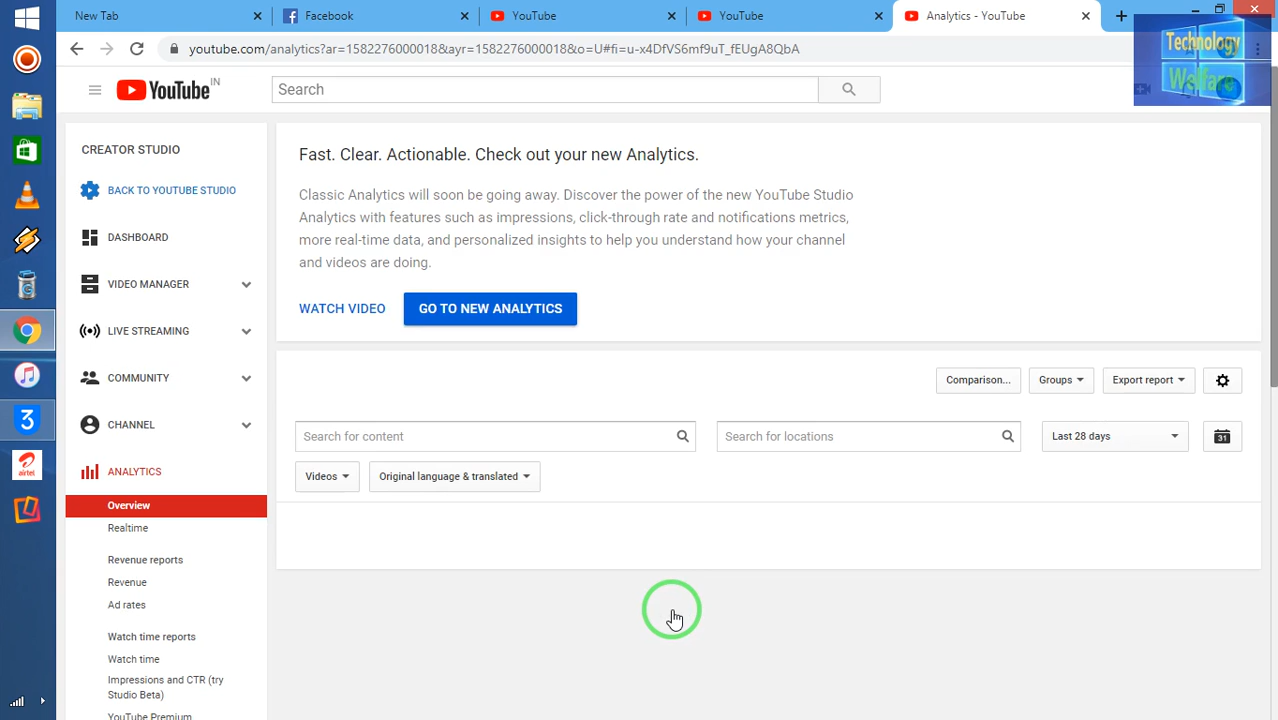 New Tab
Facebook
YouTube
YouTube
Analytics - YouTube
youtube.com/analytics?ar=1582276000018&ayr=1582276000018&o=U#fi=u-x4DfVS6mf9uT_fEUgA8QbA
Technology
Welfare
YouTube IN
Search
CREATOR STUDIO
BACK TO YOUTUBE STUDIO
DASHBOARD
VIDEO MANAGER
LIVE STREAMING
COMMUNITY
CHANNEL
ANALYTICS
Overview
Realtime
Revenue reports
Revenue
Ad rates
Watch time reports
Watch time
Impressions and CTR (try
Studio Beta)
YouTube Premium
Fast. Clear. Actionable. Check out your new Analytics.
Classic Analytics will soon be going away. Discover the power of the new YouTube Studio
Analytics with features such as impressions, click-through rate and notifications metrics,
more real-time data, and personalized insights to help you understand how your channel
and videos are doing.
WATCH VIDEO
GO TO NEW ANALYTICS
Comparison...
Groups
Export report
Search for content
Search for locations
Last 28 days
31
Videos
Original language & translated
3
airtel